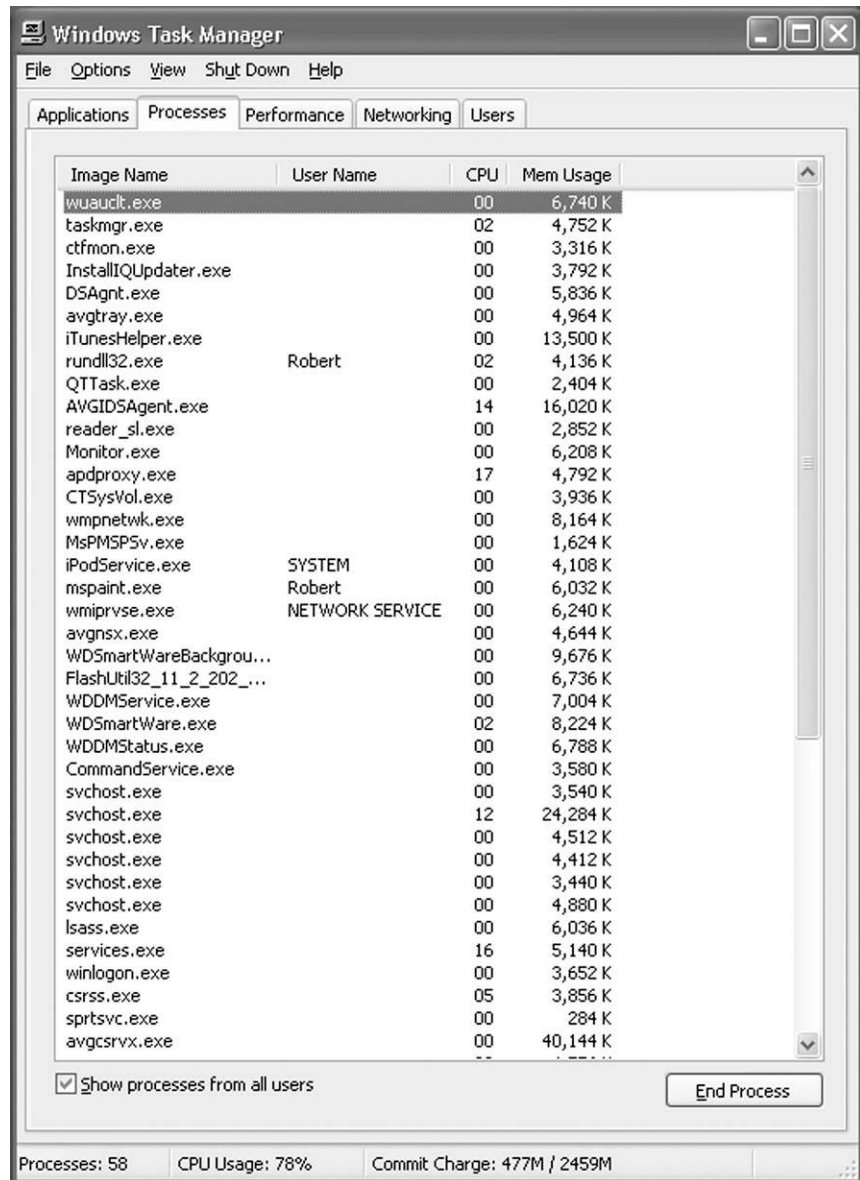 Windows Task Manager
File Options View Shut Down Help
Applications Processes Performance Networking Users
Image Name User Name CPU Mem Usage
wuauclt.exe 00 6,740 K
taskmgr.exe 02 4,752 K
ctfmon.exe 00 3,316 K
InstallIQUpdater.exe 00 3,792 K
DSAgnt.exe 00 5,836 K
avgtray.exe 00 4,964 K
iTunesHelper.exe 00 13,500 K
rundll32.exe Robert 02 4,136 K
QTTask.exe 00 2,404 K
AVGIDSAgent.exe 14 16,020 K
reader_sl.exe 00 2,852 K
Monitor.exe 00 6,208 K
apdproxy.exe 17 4,792 K
CTSysVol.exe 00 3,936 K
wmpnetwk.exe 00 8,164 K
MsPMSPSv.exe 00 1,624 K
iPodService.exe SYSTEM 00 4,108 K
mspaint.exe Robert 00 6,032 K
wmiprvse.exe NETWORK SERVICE 00 6,240 K
avgnsx.exe 00 4,644 K
WDSmartWareBackgrou... 00 9,676 K
FlashUtil32_11_2_202_... 00 6,736 K
WDDMService.exe 00 7,004 K
WDSmartWare.exe 02 8,224 K
WDDMStatus.exe 00 6,788 K
CommandService.exe 00 3,580 K
svchost.exe 00 3,540 K
svchost.exe 12 24,284 K
svchost.exe 00 4,512 K
svchost.exe 00 4,412 K
svchost.exe 00 3,440 K
svchost.exe 00 4,880 K
lsass.exe 00 6,036 K
services.exe 16 5,140 K
winlogon.exe 00 3,652 K
csrss.exe 05 3,856 K
sprtsvc.exe 00 284 K
avgcsrvx.exe 00 40,144 K
Show processes from all users
End Process
Processes: 58 CPU Usage: 78% Commit Charge: 477M / 2459M